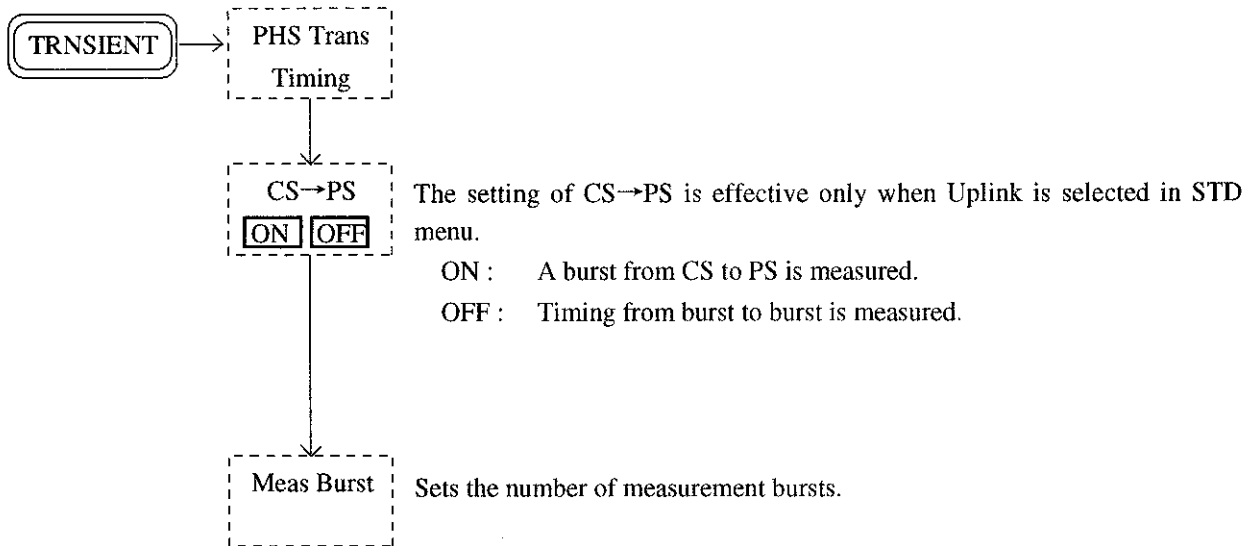 TRNSIENT
PHS Trans
Timing
CS→PS
ON OFF
The setting of CS→PS is effective only when Uplink is selected in STD
menu.
ON : A burst from CS to PS is measured.
OFF : Timing from burst to burst is measured.
Meas Burst
Sets the number of measurement bursts.